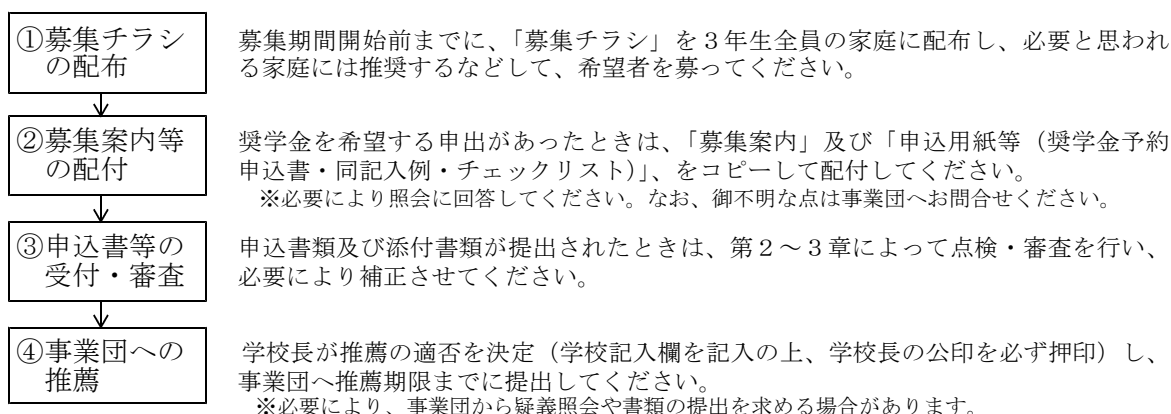 ①募集チラシ
の配布
募集期間開始前までに、「募集チラシ」を３年生全員の家庭に配布し、必要と思われ
る家庭には推奨するなどして、希望者を募ってください。
②募集案内等
の配付
奨学金を希望する申出があったときは、「募集案内」及び「申込用紙等（奨学金予約
申込書・同記入例・チェックリスト）」、をコピーして配付してください。
※必要により照会に回答してください。なお、御不明な点は事業団へお問合せください。
③申込書等の
受付・審査
申込書類及び添付書類が提出されたときは、第２～３章によって点検・審査を行い、
必要により補正させてください。
④事業団への
推薦
学校長が推薦の適否を決定（学校記入欄を記入の上、学校長の公印を必ず押印）し、
事業団へ推薦期限までに提出してください。
※必要により、事業団から疑義照会や書類の提出を求める場合があります。